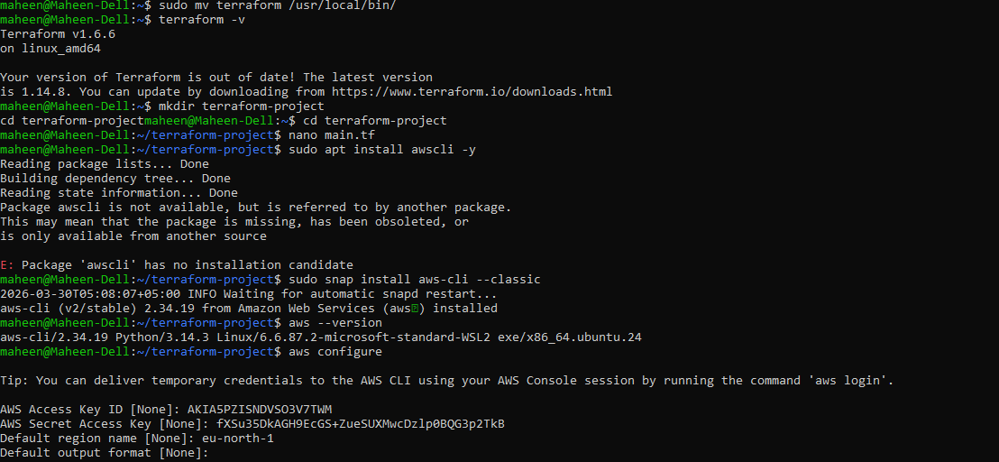 maheen@Maheen-Dell:~$ sudo mv terraform /usr/local/bin/
maheen@Maheen-Dell:~$ terraform -v
Terraform v1.6.6
on linux_amd64
Your version of Terraform is out of date! The latest version
is 1.14.8. You can update by downloading from https://www.terraform.io/downloads.html
maheen@Maheen-Dell:~$ mkdir terraform-project
cd terraform-projectmaheen@Maheen-Dell:~$ cd terraform-project
maheen@Maheen-Dell:~/terraform-project$ nano main.tf
maheen@Maheen-Dell:~/terraform-project$ sudo apt install awscli -y
Reading package lists... Done
Building dependency tree... Done
Reading state information... Done
Package awscli is not available, but is referred to by another package.
This may mean that the package is missing, has been obsoleted, or
is only available from another source
E: Package 'awscli' has no installation candidate
maheen@Maheen-Dell:~/terraform-project$ sudo snap install aws-cli --classic
2026-03-30T05:08:07+05:00 INFO Waiting for automatic snapd restart...
aws-cli (v2/stable) 2.34.19 from Amazon Web Services (aws) installed
maheen@Maheen-Dell:~/terraform-project$ aws --version
aws-cli/2.34.19 Python/3.14.3 Linux/6.6.87.2-microsoft-standard-WSL2 exe/x86_64.ubuntu.24
maheen@Maheen-Dell:~/terraform-project$ aws configure
Tip: You can deliver temporary credentials to the AWS CLI using your AWS Console session by running the command 'aws login'.
AWS Access Key ID [None]: AKIA5PZISNDVSO3V7TWM
AWS Secret Access Key [None]: fXSu35DkAGH9EcGS+ZueSUXMwcDzlp0BQG3p2TkB
Default region name [None]: eu-north-1
Default output format [None]: